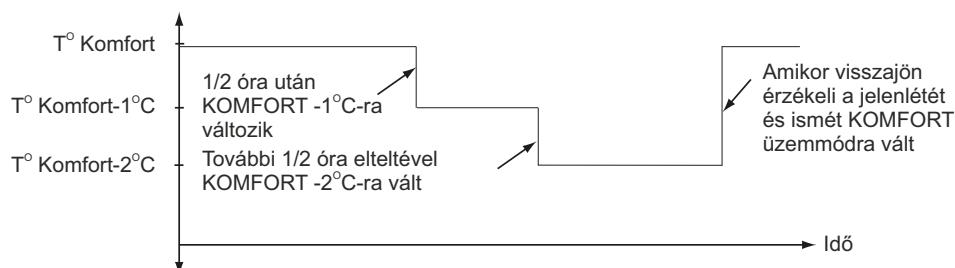 T° Komfort
T° Komfort-1°C
T° Komfort-2°C
1/2 óra után
KOMFORT -1°C-ra
változik
További 1/2 óra elteltével
KOMFORT -2°C-ra vált
Amikor visszajön
érzékeli a jelenlétét
és ismét KOMFORT
üzemmódra vált
Idő